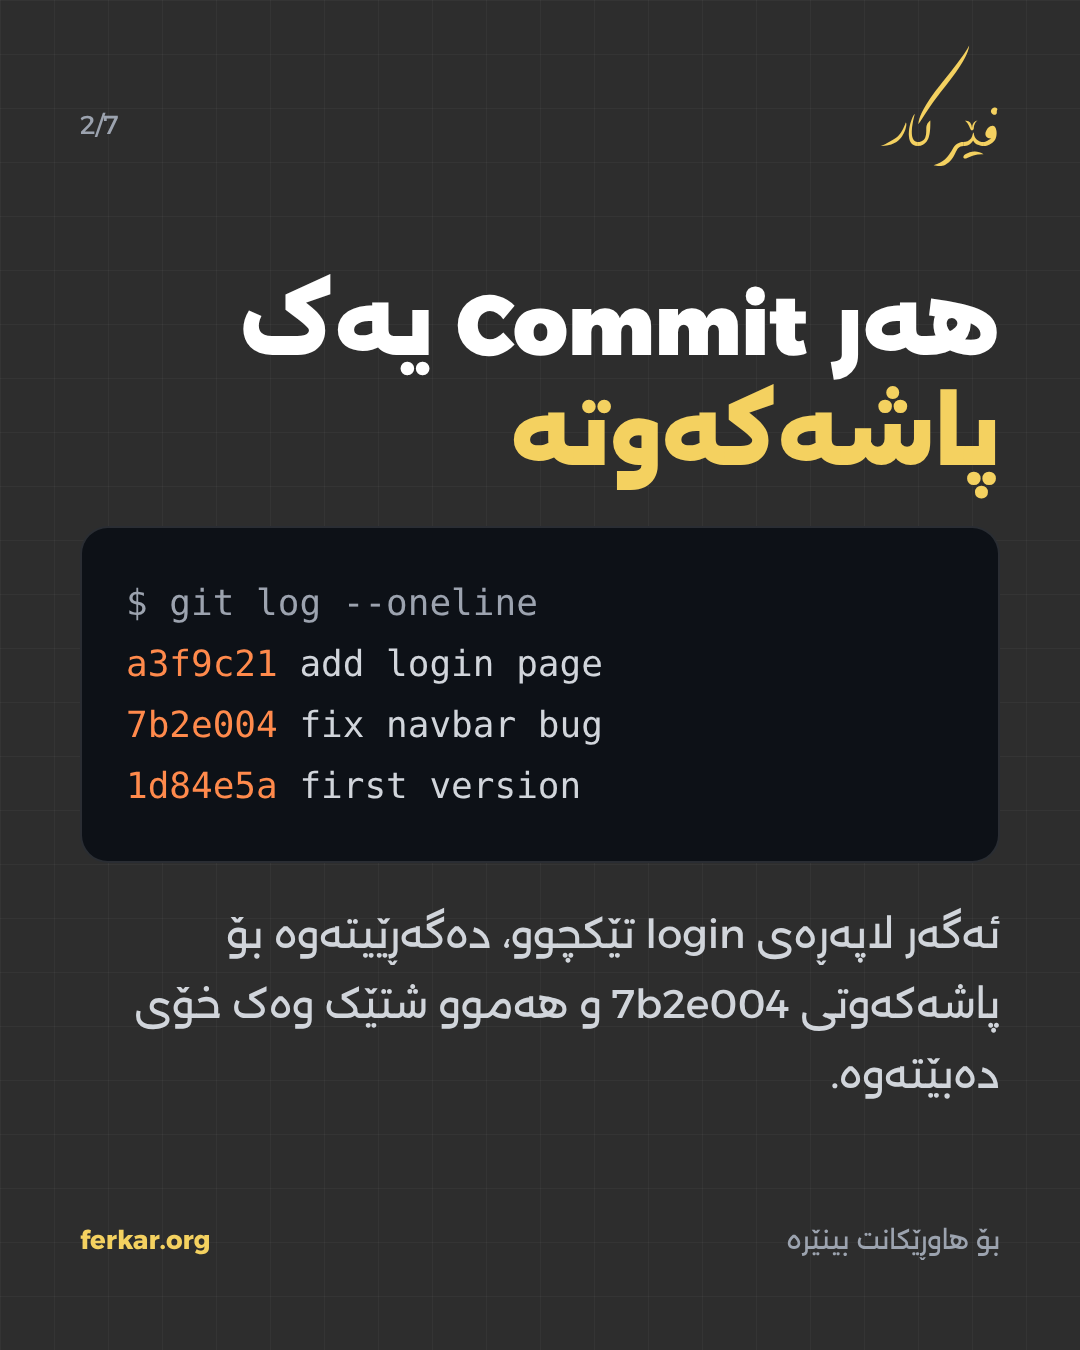 فێرکار
2/7
هەر Commit یەک
پاشەکەوتە
$ git log --oneline
a3f9c21 add login page
7b2e004 fix navbar bug
1d84e5a first version
ئەگەر لاپەڕەی login تێکچوو، دەگەڕێیتەوە بۆ
پاشەکەوتی 7b2e004 و هەموو شتێک وەک خۆی
دەبێتەوە.
بۆ هاوڕێکانت بینێرە
ferkar.org